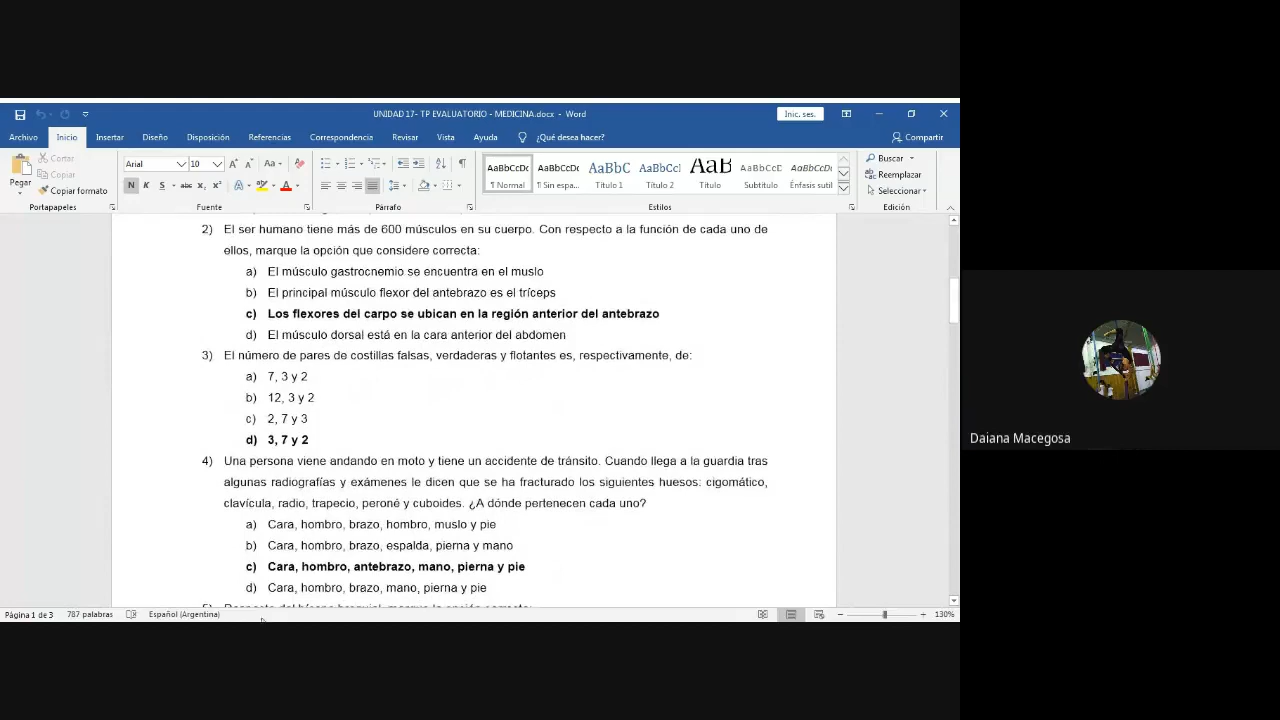 UNIDAD 17- TP EVALUATORIO - MEDICINA.docx - Word
Inic. ses.
Archivo Inicio Insertar Diseño Disposición Referencias Correspondencia Revisar Vista Ayuda ¿Qué desea hacer? Compartir
Pegar
Cortar
Copiar
Copiar formato
Portapapeles
Arial 10
Fuente
Párrafo
AaBbCcDc AaBbCcDc AaBbC AaBbCcI AaB AaBbCcD AaBbCcDc
¶ Normal ¶ Sin espa... Título 1 Título 2 Título Subtítulo Énfasis sutil
Estilos
Buscar
Reemplazar
Seleccionar
Edición
2) El ser humano tiene más de 600 músculos en su cuerpo. Con respecto a la función de cada uno de
ellos, marque la opción que considere correcta:
a) El músculo gastrocnemio se encuentra en el muslo
b) El principal músculo flexor del antebrazo es el tríceps
c) Los flexores del carpo se ubican en la región anterior del antebrazo
d) El músculo dorsal está en la cara anterior del abdomen
3) El número de pares de costillas falsas, verdaderas y flotantes es, respectivamente, de:
a) 7, 3 y 2
b) 12, 3 y 2
c) 2, 7 y 3
d) 3, 7 y 2
4) Una persona viene andando en moto y tiene un accidente de tránsito. Cuando llega a la guardia tras
algunas radiografías y exámenes le dicen que se ha fracturado los siguientes huesos: cigomático,
clavícula, radio, trapecio, peroné y cuboides. ¿A dónde pertenecen cada uno?
a) Cara, hombro, brazo, hombro, muslo y pie
b) Cara, hombro, brazo, espalda, pierna y mano
c) Cara, hombro, antebrazo, mano, pierna y pie
d) Cara, hombro, brazo, mano, pierna y pie
Página 1 de 3 787 palabras Español (Argentina) 130%
Daiana Macegosa